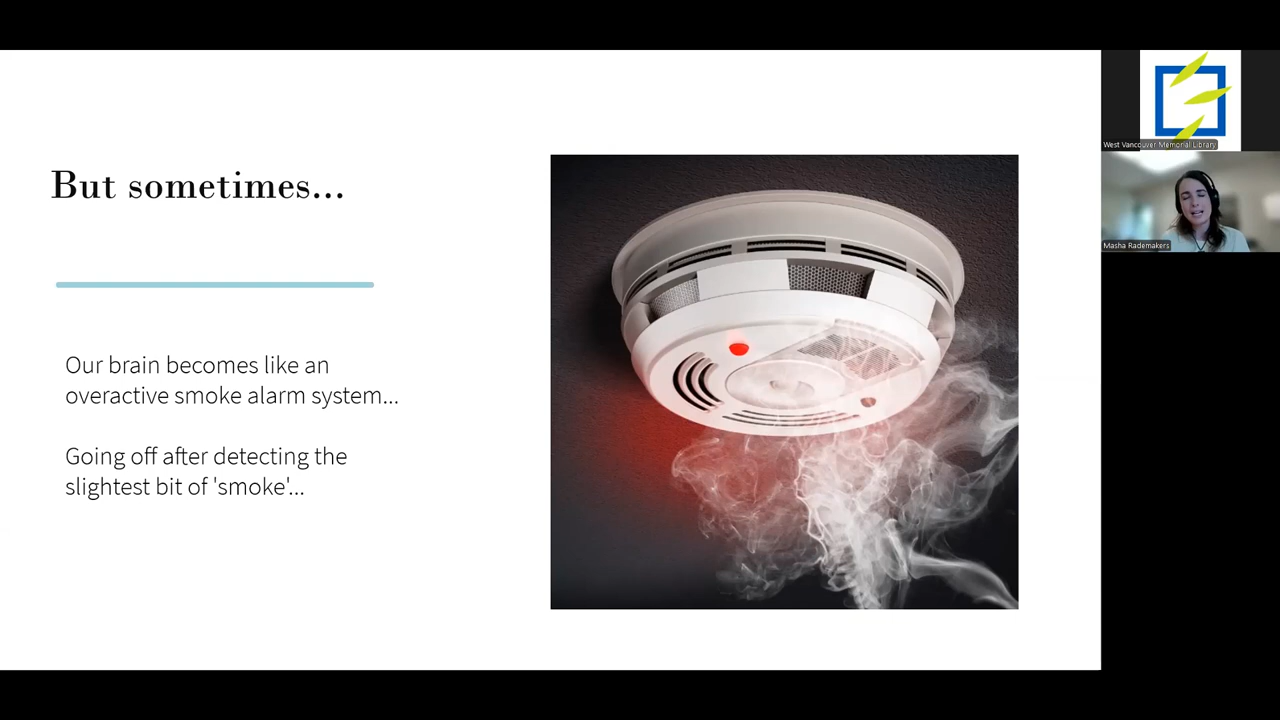 But sometimes...
Our brain becomes like an
overactive smoke alarm system...
Going off after detecting the
slightest bit of 'smoke'...
West Vancouver Memorial Library
Masha Rademakers